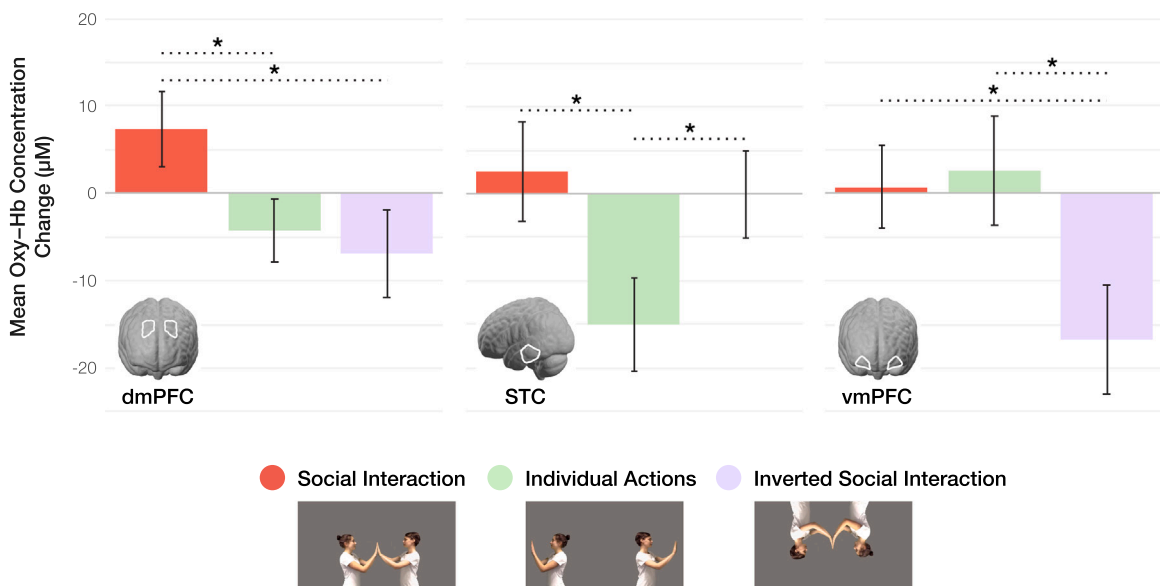 Mean Oxy–Hb Concentration
Change (µM)
20
10
0
-10
-20
*
*
*
*
*
*
dmPFC
STC
vmPFC
Social Interaction
Individual Actions
Inverted Social Interaction